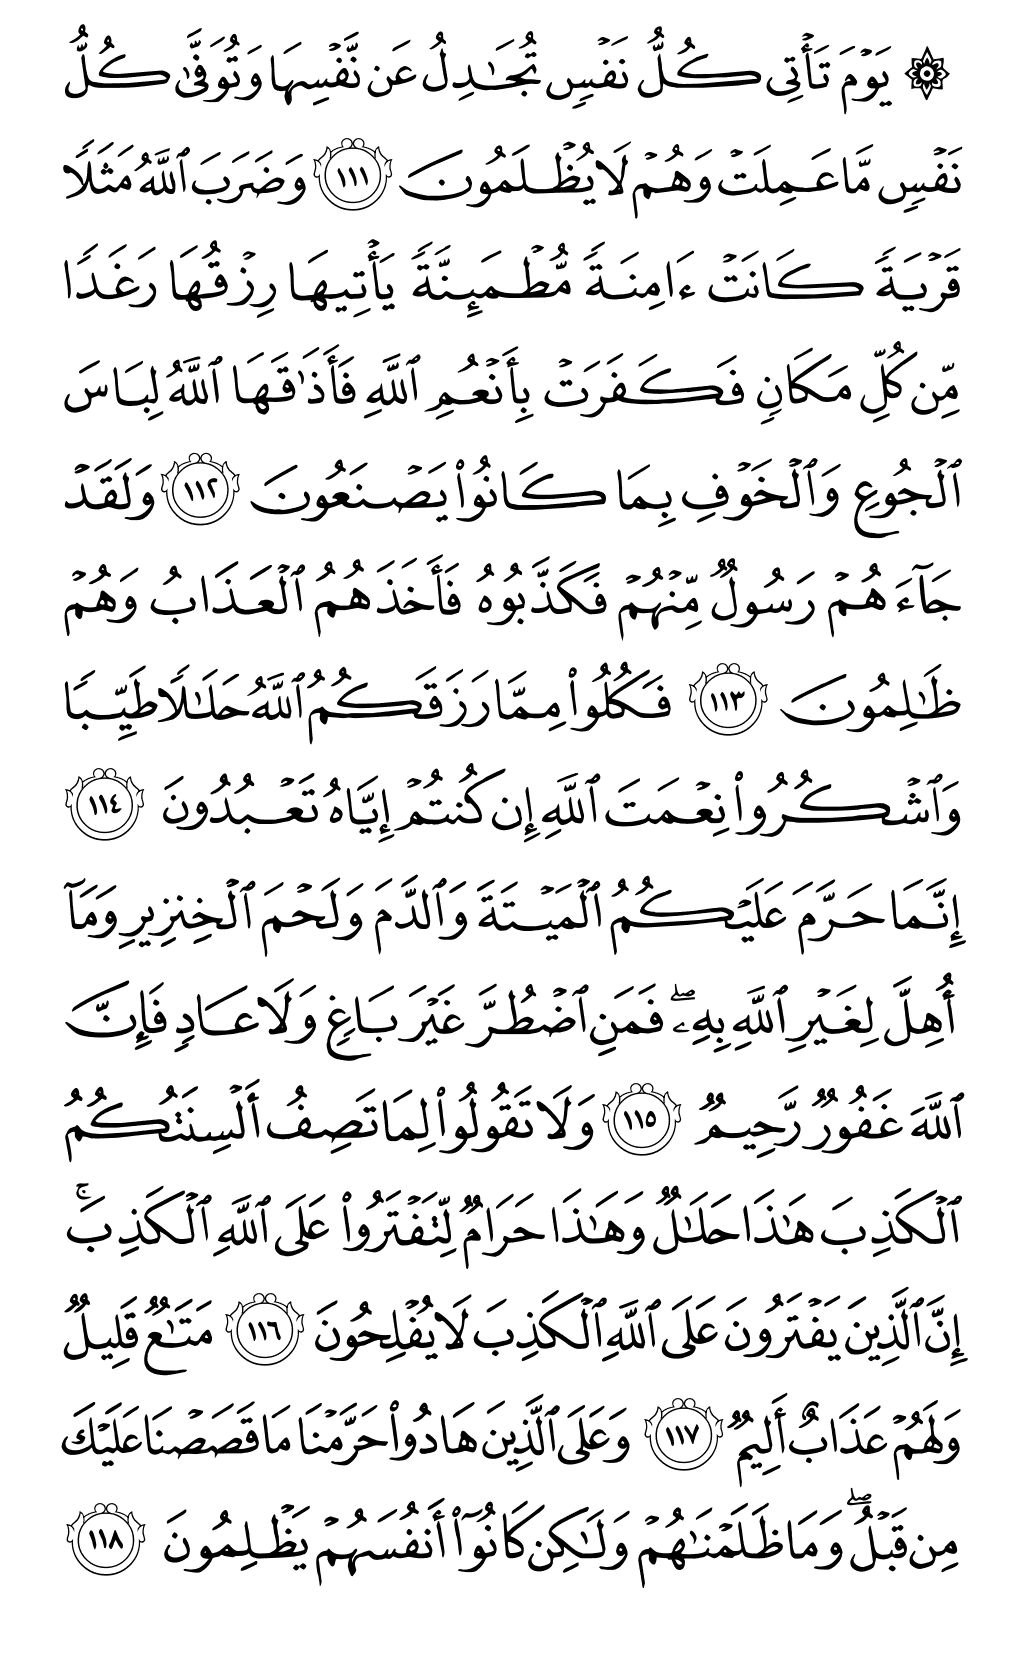 ۞ يَوْمَ تَأْتِى كُلُّ نَفْسٍ تُجَـٰدِلُ عَن نَّفْسِهَا وَتُوَفَّىٰ كُلُّ
نَفْسٍ مَّا عَمِلَتْ وَهُمْ لَا يُظْلَمُونَ ١١١ وَضَرَبَ ٱللَّهُ مَثَلًا
قَرْيَةً كَانَتْ ءَامِنَةً مُّطْمَئِنَّةً يَأْتِيهَا رِزْقُهَا رَغَدًا
مِّن كُلِّ مَكَانٍ فَكَفَرَتْ بِأَنْعُمِ ٱللَّهِ فَأَذَٰقَهَا ٱللَّهُ لِبَاسَ
ٱلْجُوعِ وَٱلْخَوْفِ بِمَا كَانُوا۟ يَصْنَعُونَ ١١٢ وَلَقَدْ
جَآءَهُمْ رَسُولٌ مِّنْهُمْ فَكَذَّبُوهُ فَأَخَذَهُمُ ٱلْعَذَابُ وَهُمْ
ظَـٰلِمُونَ ١١٣ فَكُلُوا۟ مِمَّا رَزَقَكُمُ ٱللَّهُ حَلَـٰلًا طَيِّبًا
وَٱشْكُرُوا۟ نِعْمَتَ ٱللَّهِ إِن كُنتُمْ إِيَّاهُ تَعْبُدُونَ ١١٤
إِنَّمَا حَرَّمَ عَلَيْكُمُ ٱلْمَيْتَةَ وَٱلدَّمَ وَلَحْمَ ٱلْخِنزِيرِ وَمَآ
أُهِلَّ لِغَيْرِ ٱللَّهِ بِهِۦ ۖ فَمَنِ ٱضْطُرَّ غَيْرَ بَاغٍ وَلَا عَادٍ فَإِنَّ
ٱللَّهَ غَفُورٌ رَّحِيمٌ ١١٥ وَلَا تَقُولُوا۟ لِمَا تَصِفُ أَلْسِنَتُكُمُ
ٱلْكَذِبَ هَـٰذَا حَلَـٰلٌ وَهَـٰذَا حَرَامٌ لِّتَفْتَرُوا۟ عَلَى ٱللَّهِ ٱلْكَذِبَ ۚ
إِنَّ ٱلَّذِينَ يَفْتَرُونَ عَلَى ٱللَّهِ ٱلْكَذِبَ لَا يُفْلِحُونَ ١١٦ مَتَـٰعٌ قَلِيلٌ
وَلَهُمْ عَذَابٌ أَلِيمٌ ١١٧ وَعَلَى ٱلَّذِينَ هَادُوا۟ حَرَّمْنَا مَا قَصَصْنَا عَلَيْكَ
مِن قَبْلُ ۖ وَمَا ظَلَمْنَـٰهُمْ وَلَـٰكِن كَانُوٓا۟ أَنفُسَهُمْ يَظْلِمُونَ ١١٨